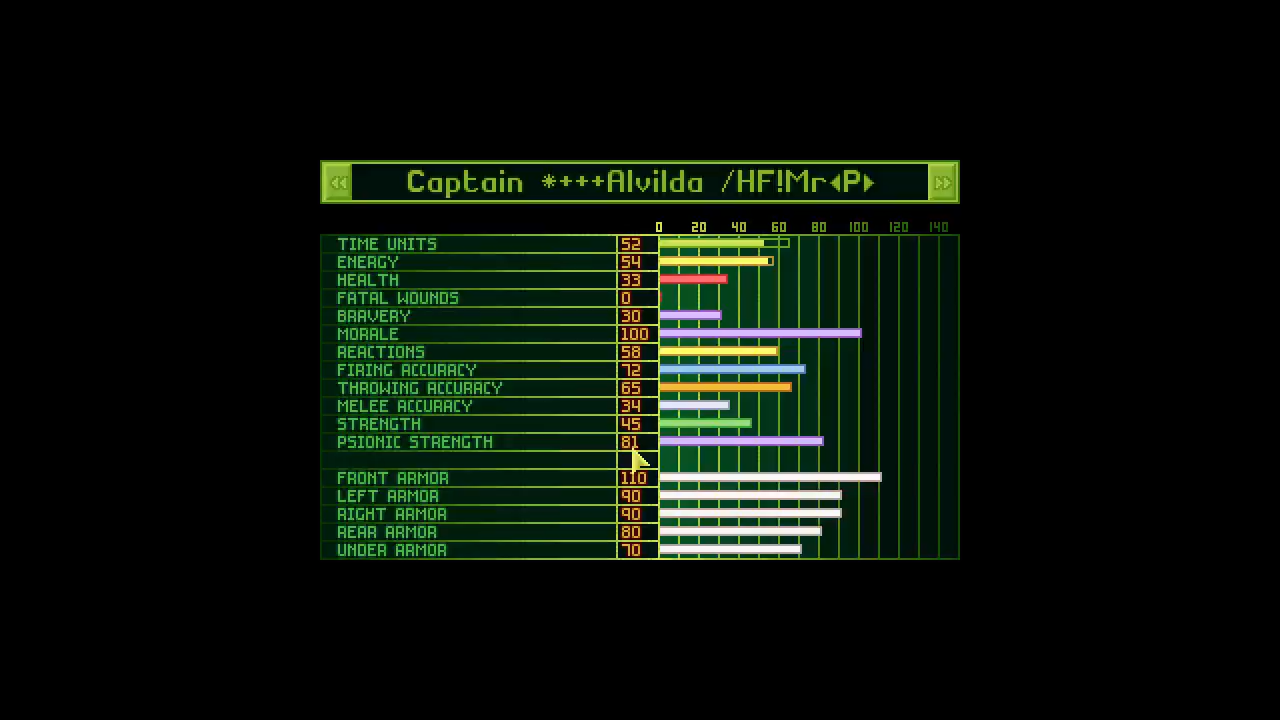 Captain *+++Alvilda /HF!Mr◂P▸
0 20 40 60 80 100 120 140
TIME UNITS 52
ENERGY 54
HEALTH 33
FATAL WOUNDS 0
BRAVERY 30
MORALE 100
REACTIONS 58
FIRING ACCURACY 72
THROWING ACCURACY 65
MELEE ACCURACY 34
STRENGTH 45
PSIONIC STRENGTH 81
FRONT ARMOR 110
LEFT ARMOR 90
RIGHT ARMOR 90
REAR ARMOR 80
UNDER ARMOR 70